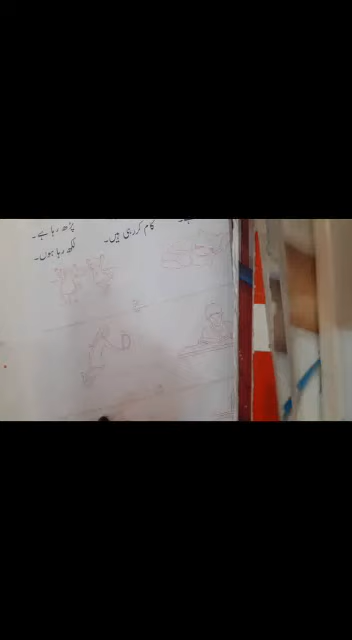 کام کر رہی ہیں۔
پڑھ رہا ہے۔
لکھ رہا ہوں۔